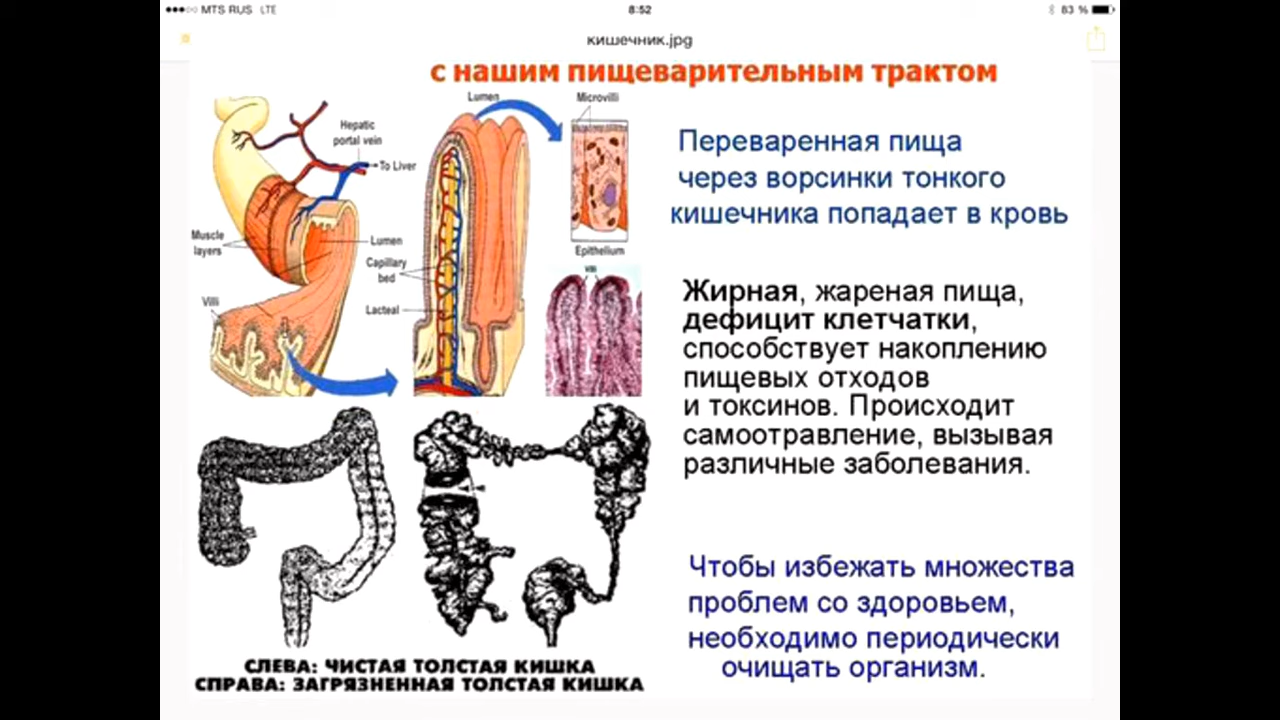 MTS RUS LTE 8:52 83 %
кишечник.jpg
с нашим пищеварительным трактом
Lumen
Microvilli
Hepatic
portal vein
To Liver
Muscle
layers
Lumen
Capillary
bed
Lacteal
Villi
Epithelium
Villi
Переваренная пища
через ворсинки тонкого
кишечника попадает в кровь
Жирная, жареная пища,
дефицит клетчатки,
способствует накоплению
пищевых отходов
и токсинов. Происходит
самоотравление, вызывая
различные заболевания.
Чтобы избежать множества
проблем со здоровьем,
необходимо периодически
очищать организм.
СЛЕВА: ЧИСТАЯ ТОЛСТАЯ КИШКА
СПРАВА: ЗАГРЯЗНЕННАЯ ТОЛСТАЯ КИШКА